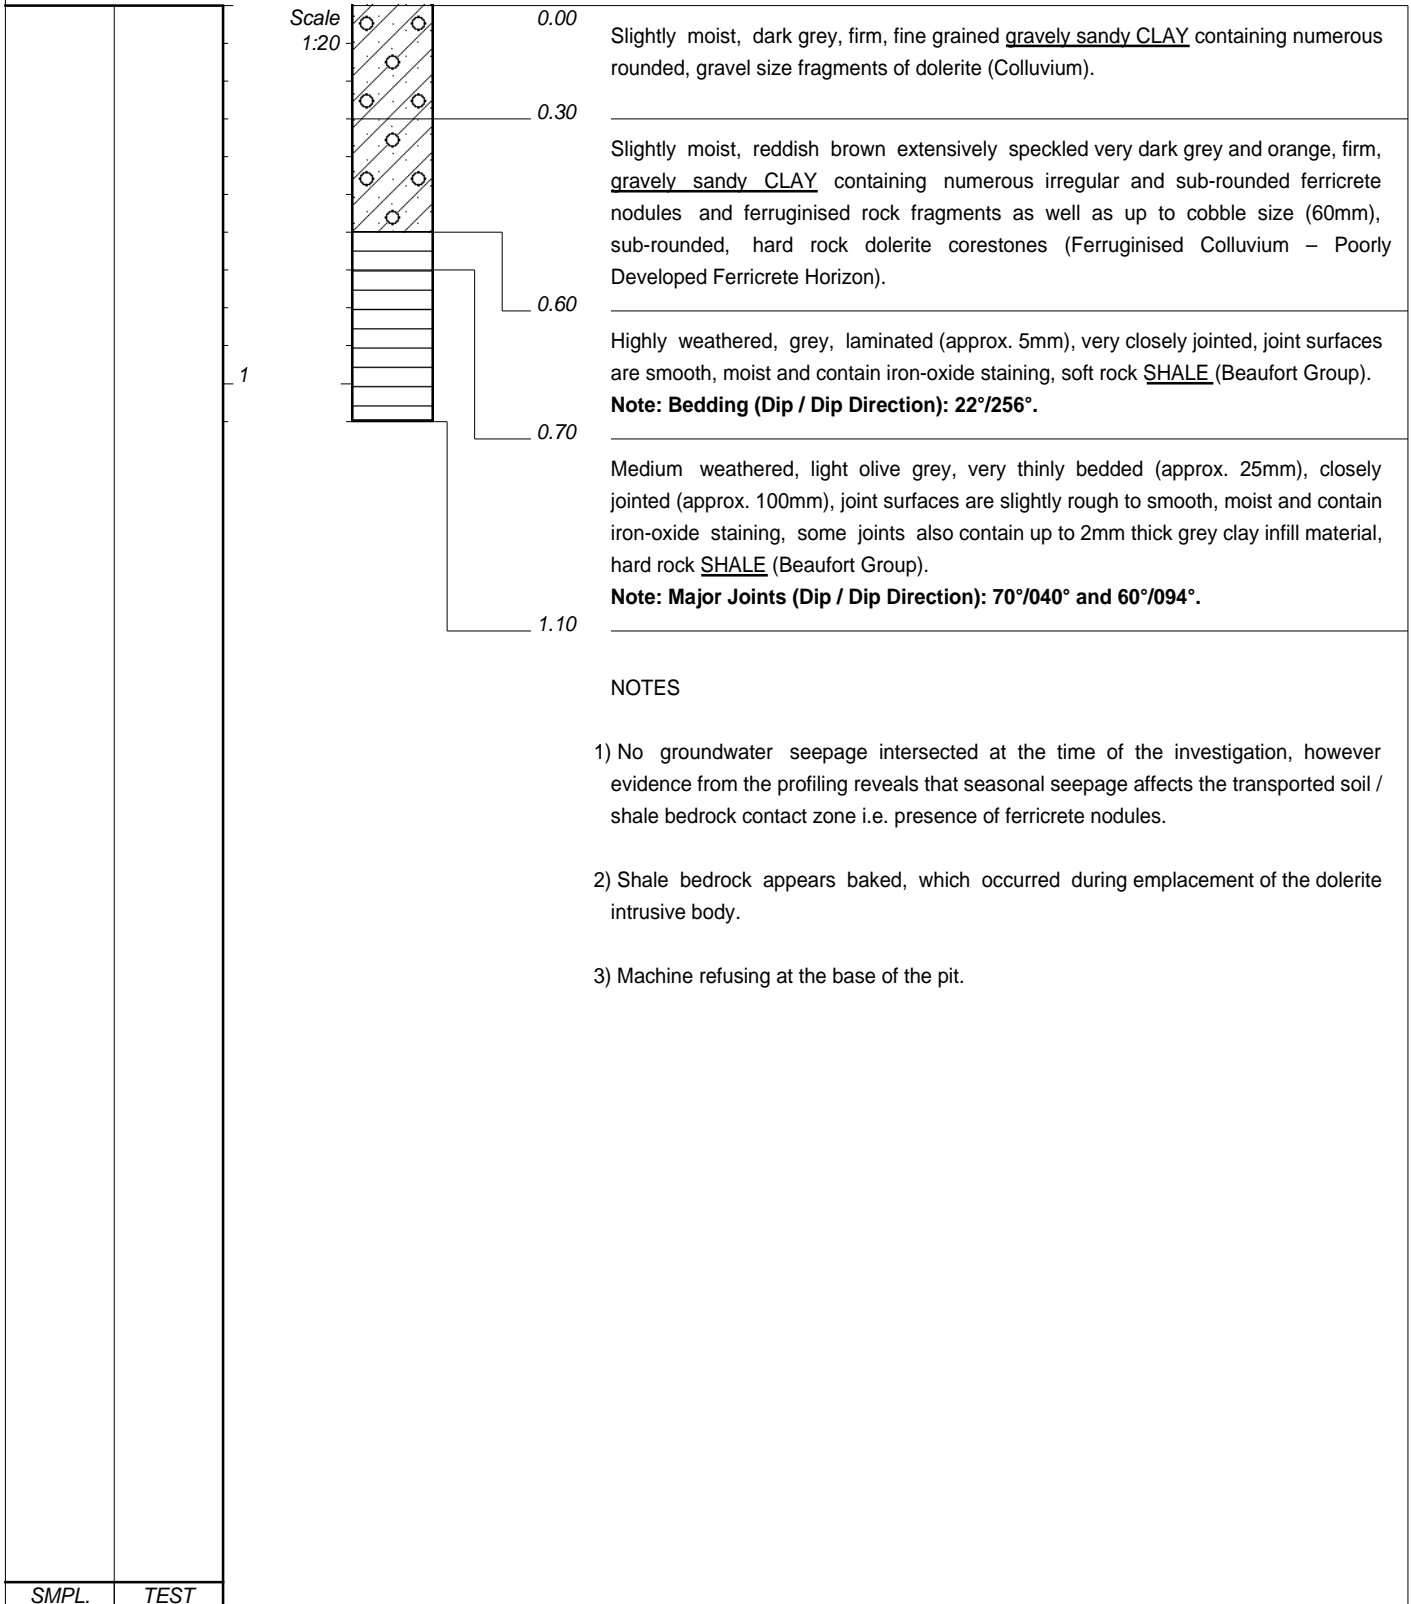 Scale
1:20
0.00
Slightly moist, dark grey, firm, fine grained gravely sandy CLAY containing numerous
rounded, gravel size fragments of dolerite (Colluvium).
0.30
Slightly moist, reddish brown extensively speckled very dark grey and orange, firm,
gravely sandy CLAY containing numerous irregular and sub-rounded ferricrete
nodules and ferruginised rock fragments as well as up to cobble size (60mm),
sub-rounded, hard rock dolerite corestones (Ferruginised Colluvium – Poorly
Developed Ferricrete Horizon).
0.60
Highly weathered, grey, laminated (approx. 5mm), very closely jointed, joint surfaces
are smooth, moist and contain iron-oxide staining, soft rock SHALE (Beaufort Group).
Note: Bedding (Dip / Dip Direction): 22°/256°.
1
0.70
Medium weathered, light olive grey, very thinly bedded (approx. 25mm), closely
jointed (approx. 100mm), joint surfaces are slightly rough to smooth, moist and contain
iron-oxide staining, some joints also contain up to 2mm thick grey clay infill material,
hard rock SHALE (Beaufort Group).
Note: Major Joints (Dip / Dip Direction): 70°/040° and 60°/094°.
1.10
NOTES
1) No groundwater seepage intersected at the time of the investigation, however
evidence from the profiling reveals that seasonal seepage affects the transported soil /
shale bedrock contact zone i.e. presence of ferricrete nodules.
2) Shale bedrock appears baked, which occurred during emplacement of the dolerite
intrusive body.
3) Machine refusing at the base of the pit.
SMPL. TEST